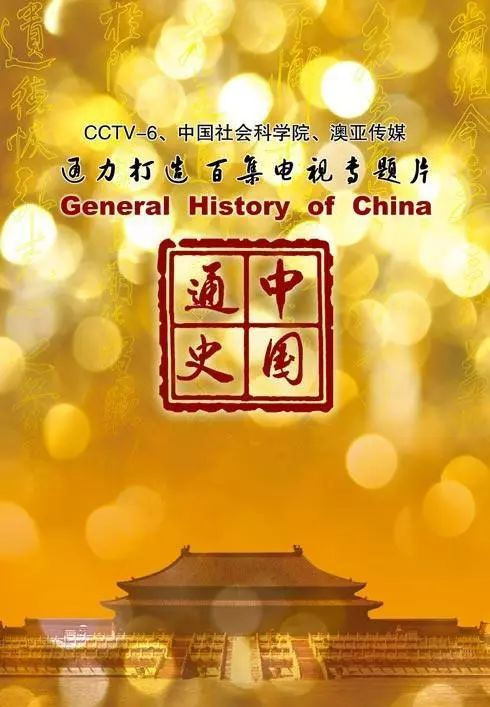 CCTV-6、中国社会科学院、澳亚传媒
通力打造 百集电视专题片
General History of China
中国
通史